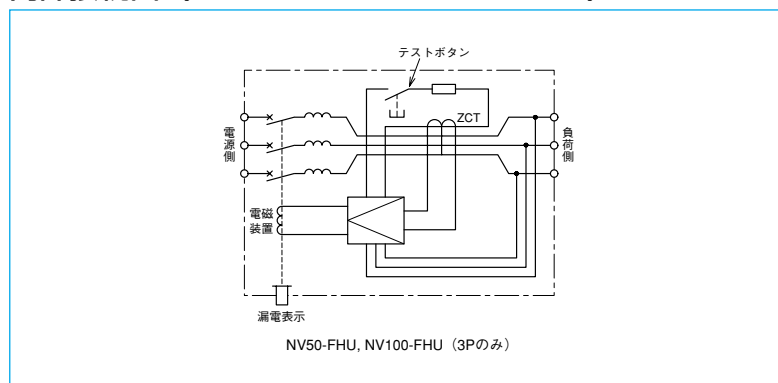 テストボタン
ZCT
電源側
負荷側
電磁
装置
漏電表示
NV50-FHU, NV100-FHU（3Pのみ）